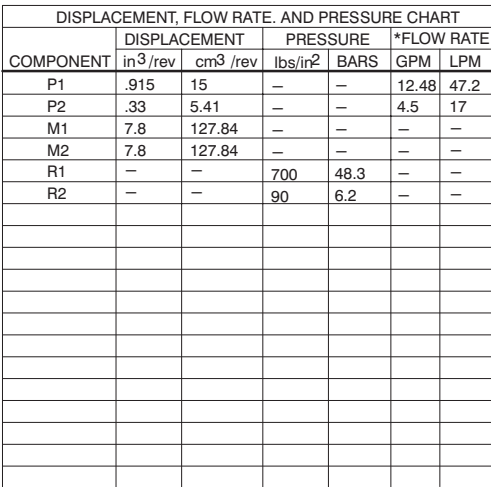 DISPLACEMENT, FLOW RATE. AND PRESSURE CHART
DISPLACEMENT PRESSURE *FLOW RATE
COMPONENT in3/rev cm3 /rev lbs/in2 BARS GPM LPM
P1 .915 15 – – 12.48 47.2
P2 .33 5.41 – – 4.5 17
M1 7.8 127.84 – – – –
M2 7.8 127.84 – – – –
R1 – – 700 48.3 – –
R2 – – 90 6.2 – –